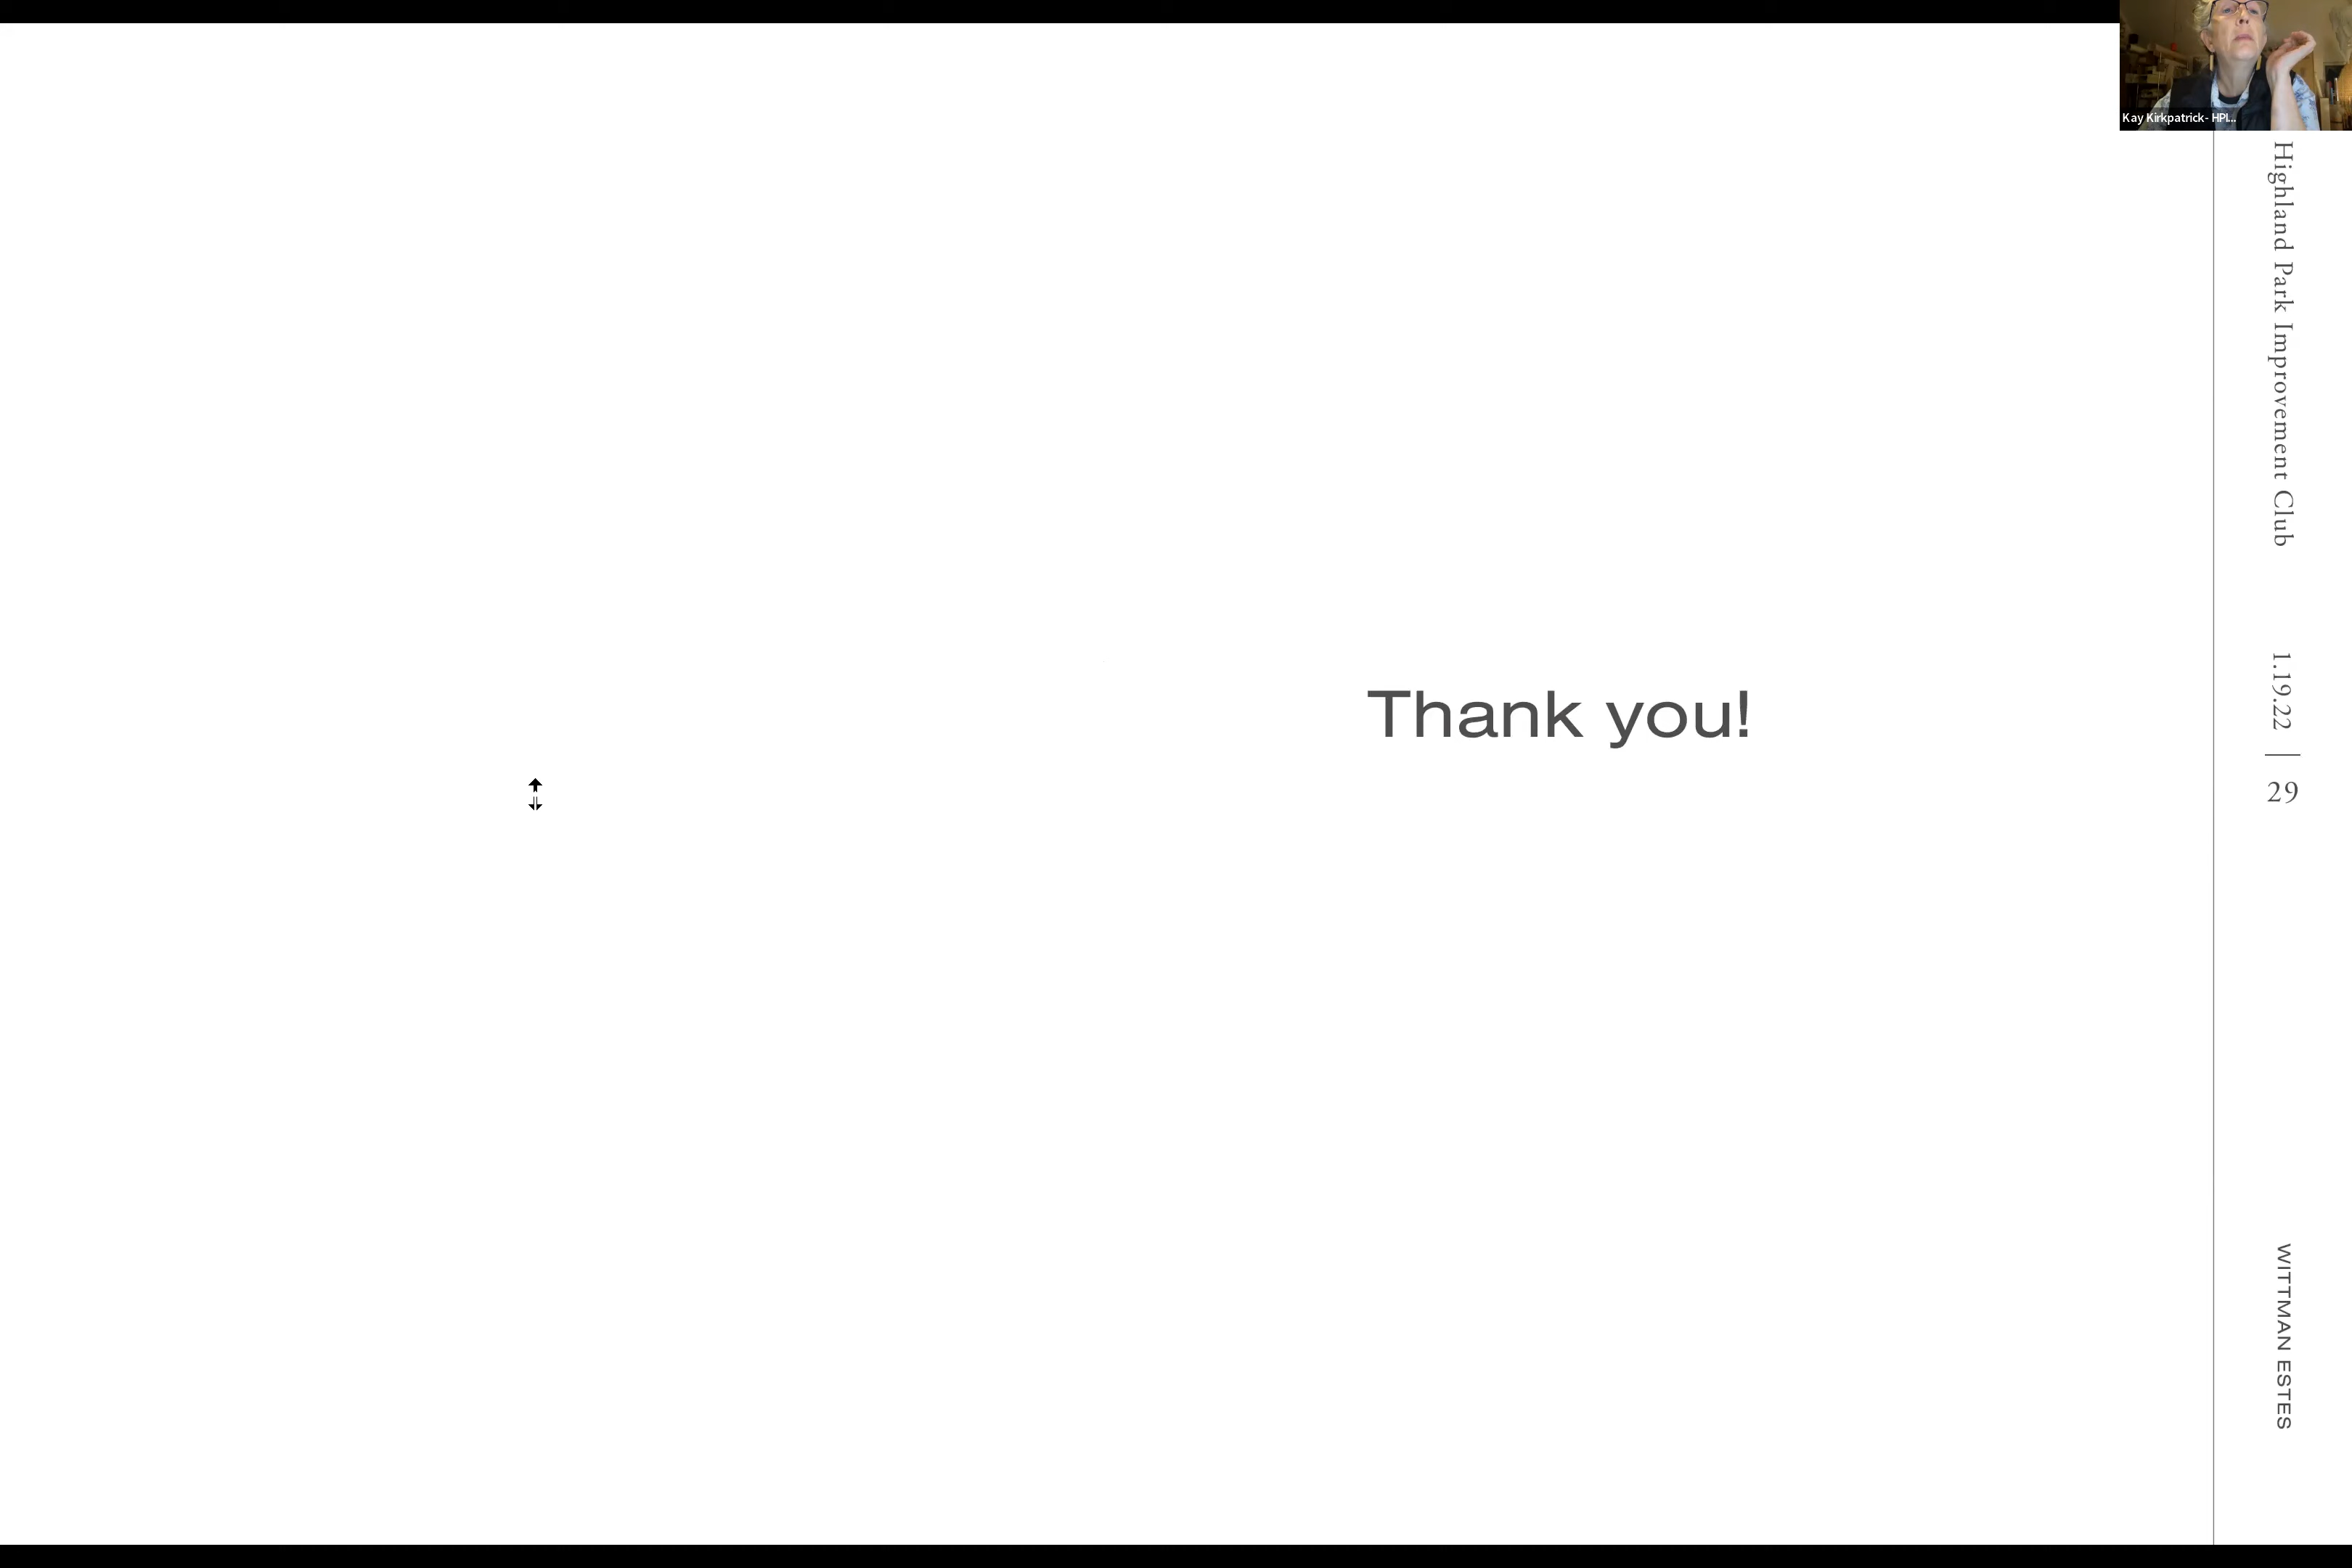 Kay Kirkpatrick- HPI...
Highland Park Improvement Club
Thank you!
1.19.22
29
WITTMAN ESTES